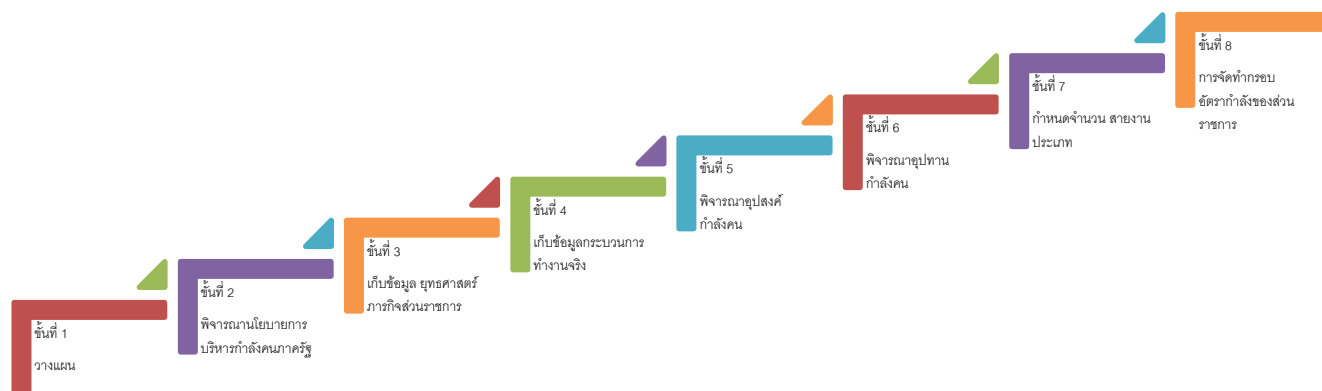 ขั้นที่ 1
วางแผน
ขั้นที่ 2
พิจารณานโยบายการ
บริหารกำลังคนภาครัฐ
ขั้นที่ 3
เก็บข้อมูล ยุทธศาสตร์
ภารกิจส่วนราชการ
ขั้นที่ 4
เก็บข้อมูลกระบวนการ
ทำงานจริง
ขั้นที่ 5
พิจารณาอุปสงค์
กำลังคน
ขั้นที่ 6
พิจารณาอุปทาน
กำลังคน
ขั้นที่ 7
กำหนดจำนวน สายงาน
ประเภท
ขั้นที่ 8
การจัดทำกรอบ
อัตรากำลังของส่วน
ราชการ